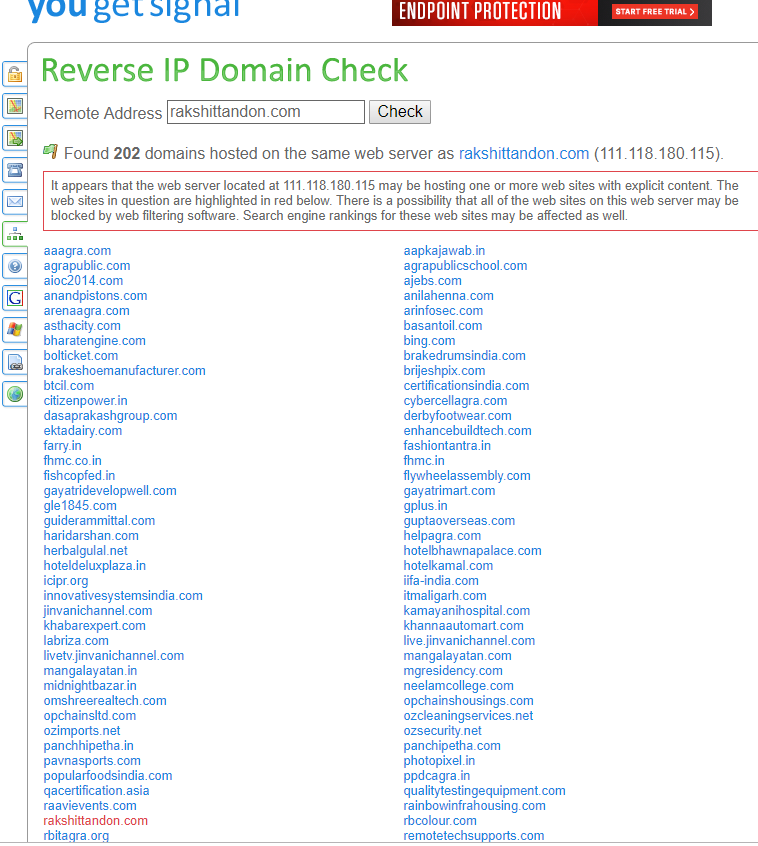 you get signal
ENDPOINT PROTECTION
START FREE TRIAL >
Reverse IP Domain Check
Remote Address rakshittandon.com Check
Found 202 domains hosted on the same web server as rakshittandon.com (111.118.180.115).
It appears that the web server located at 111.118.180.115 may be hosting one or more web sites with explicit content. The
web sites in question are highlighted in red below. There is a possibility that all of the web sites on this web server may be
blocked by web filtering software. Search engine rankings for these web sites may be affected as well.
aaagra.com aapkajawab.in
agrapublic.com agrapublicschool.com
aioc2014.com ajebs.com
anandpistons.com anilahenna.com
arenaagra.com arinfosec.com
asthacity.com basantoil.com
bharatengine.com bing.com
bolticket.com brakedrumsindia.com
brakeshoemanufacturer.com brijeshpix.com
btcil.com certificationsindia.com
citizenpower.in cybercellagra.com
dasaprakashgroup.com derbyfootwear.com
ektadairy.com enhancebuildtech.com
farry.in fashiontantra.in
fhmc.co.in fhmc.in
fishcopfed.in flywheelassembly.com
gayatridevelopwell.com gayatrimart.com
gle1845.com gplus.in
guiderammittal.com guptaoverseas.com
haridarshan.com helpagra.com
herbalgulal.net hotelbhawnapalace.com
hoteldeluxplaza.in hotelkamal.com
icipr.org iifa-india.com
innovativesystemsindia.com itmaligarh.com
jinvanichannel.com kamayanihospital.com
khabarexpert.com khannaautomart.com
labriza.com live.jinvanichannel.com
livetv.jinvanichannel.com mangalayatan.com
mangalayatan.in mgresidency.com
midnightbazar.in neelamcollege.com
omshreerealtech.com opchainshousings.com
opchainsltd.com ozcleaningservices.net
ozimports.net ozsecurity.net
panchhipetha.in panchipetha.com
pavnasports.com photopixel.in
popularfoodsindia.com ppdcagra.in
qacertification.asia qualitytestingequipment.com
raavievents.com rainbowinfrahousing.com
rakshittandon.com rbcolour.com
rbitagra.org remotetechsupports.com